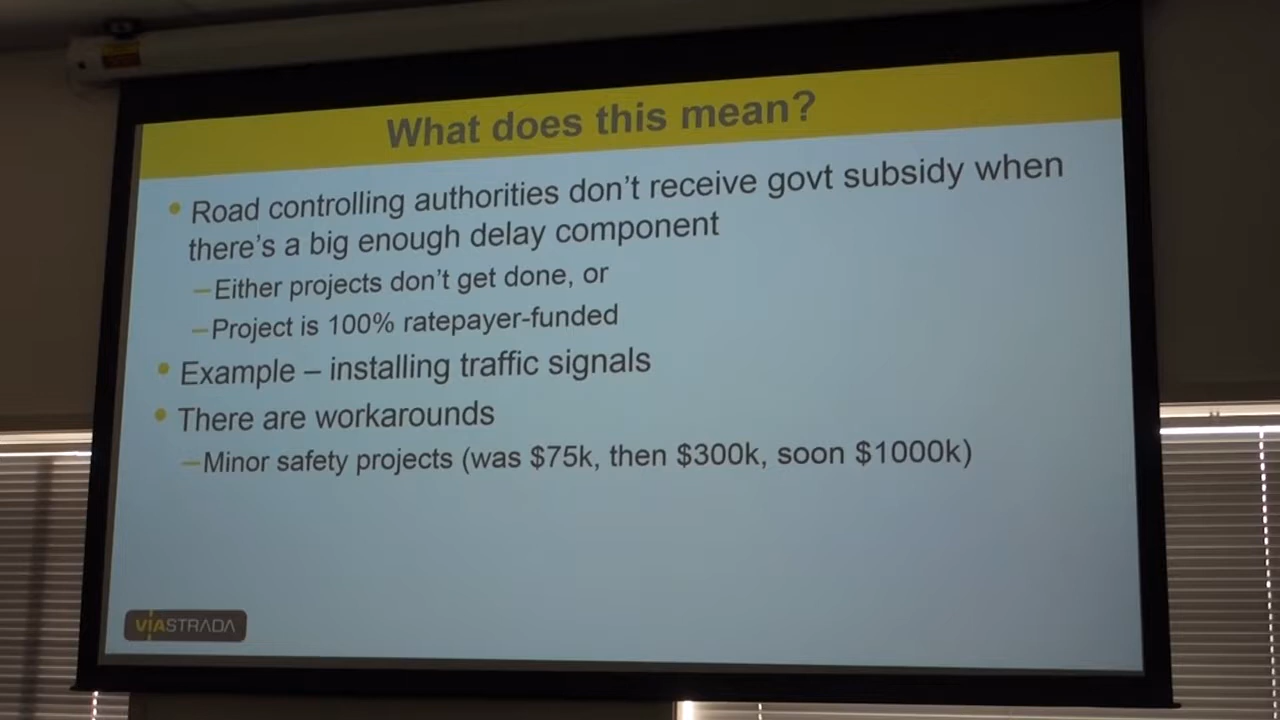 What does this mean?
• Road controlling authorities don't receive govt subsidy when
there's a big enough delay component
–Either projects don't get done, or
–Project is 100% ratepayer-funded
• Example – installing traffic signals
• There are workarounds
–Minor safety projects (was $75k, then $300k, soon $1000k)
VIASTRADA